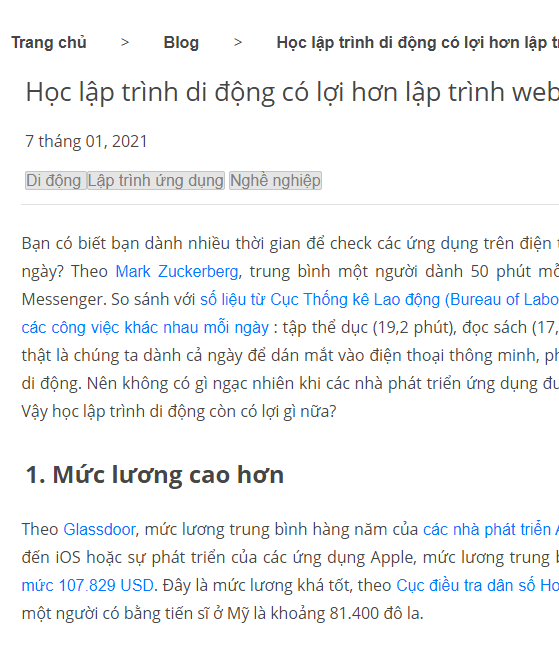 Trang chủ > Blog > Học lập trình di động có lợi hơn lập
Học lập trình di động có lợi hơn lập trình web
7 tháng 01, 2021
Di động Lập trình ứng dụng Nghề nghiệp
Bạn có biết bạn dành nhiều thời gian để check các ứng dụng trên điện
ngày? Theo Mark Zuckerberg, trung bình một người dành 50 phút
Messenger. So sánh với số liệu từ Cục Thống kê Lao động (Bureau of
các công việc khác nhau mỗi ngày : tập thể dục (19,2 phút), đọc sách (17,
thật là chúng ta dành cả ngày để dán mắt vào điện thoại thông minh,
di động. Nên không có gì ngạc nhiên khi các nhà phát triển ứng dụng
Vậy học lập trình di động còn có lợi gì nữa?
1. Mức lương cao hơn
Theo Glassdoor, mức lương trung bình hàng năm của các nhà phát triển
đến iOS hoặc sự phát triển của các ứng dụng Apple, mức lương trung
mức 107.829 USD. Đây là mức lương khá tốt, theo Cục điều tra dân số
một người có bằng tiến sĩ ở Mỹ là khoảng 81.400 đô la.